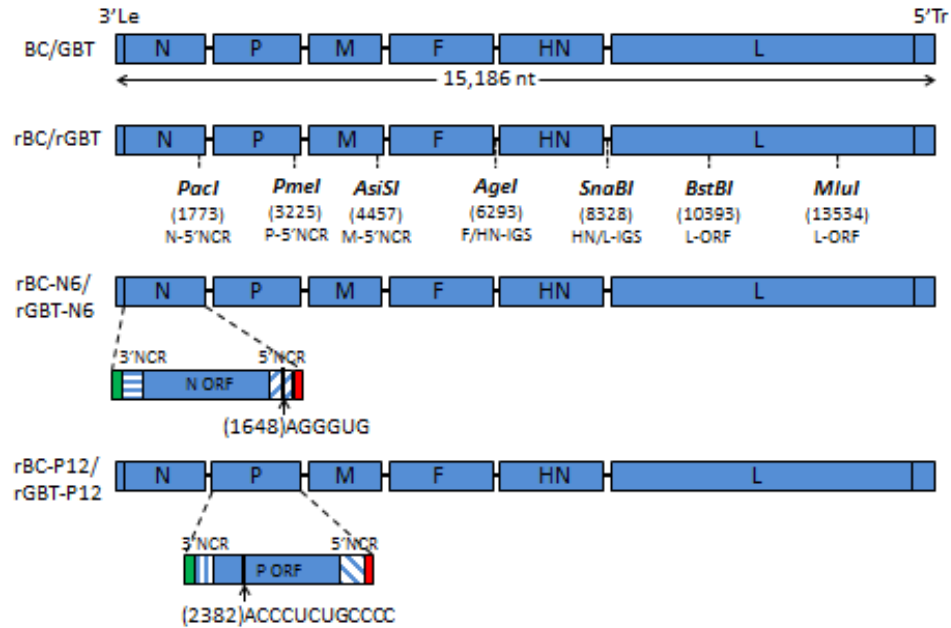 3'Le 5'Tr
BC/GBT N P M F HN L
15,186 nt
rBC/rGBT N P M F HN L
PacI PmeI AsiSI AgeI SnaBI BstBI MluI
(1773) (3225) (4457) (6293) (8328) (10393) (13534)
N-5'NCR P-5'NCR M-5'NCR F/HN-IGS HN/L-IGS L-ORF L-ORF
rBC-N6/
rGBT-N6 N P M F HN L
3'NCR 5'NCR
N ORF
(1648)AGGGUG
rBC-P12/
rGBT-P12 N P M F HN L
3'NCR 5'NCR
P ORF
(2382)ACCCUCUGCCCC